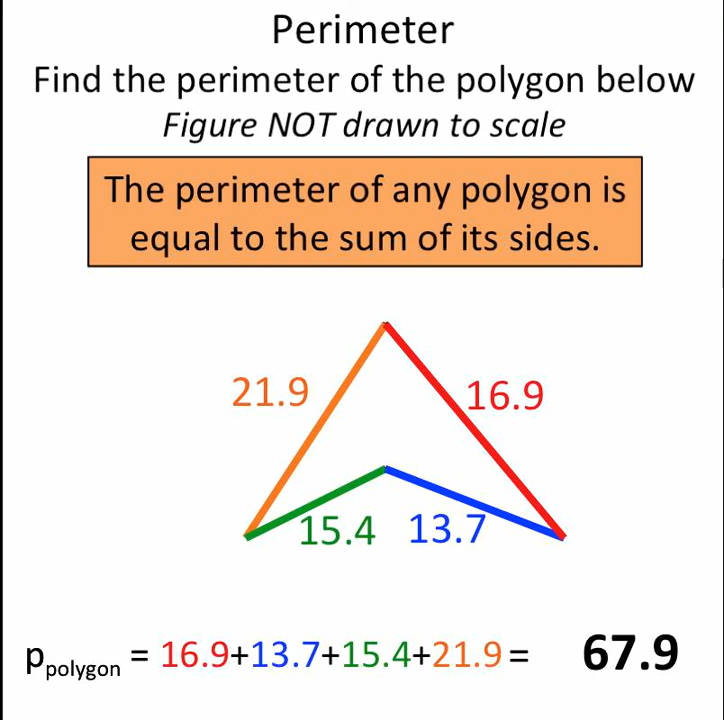 Perimeter
Find the perimeter of the polygon below
Figure NOT drawn to scale
The perimeter of any polygon is
equal to the sum of its sides.
21.9
16.9
15.4
13.7
p polygon = 16.9+13.7+15.4+21.9 = 67.9